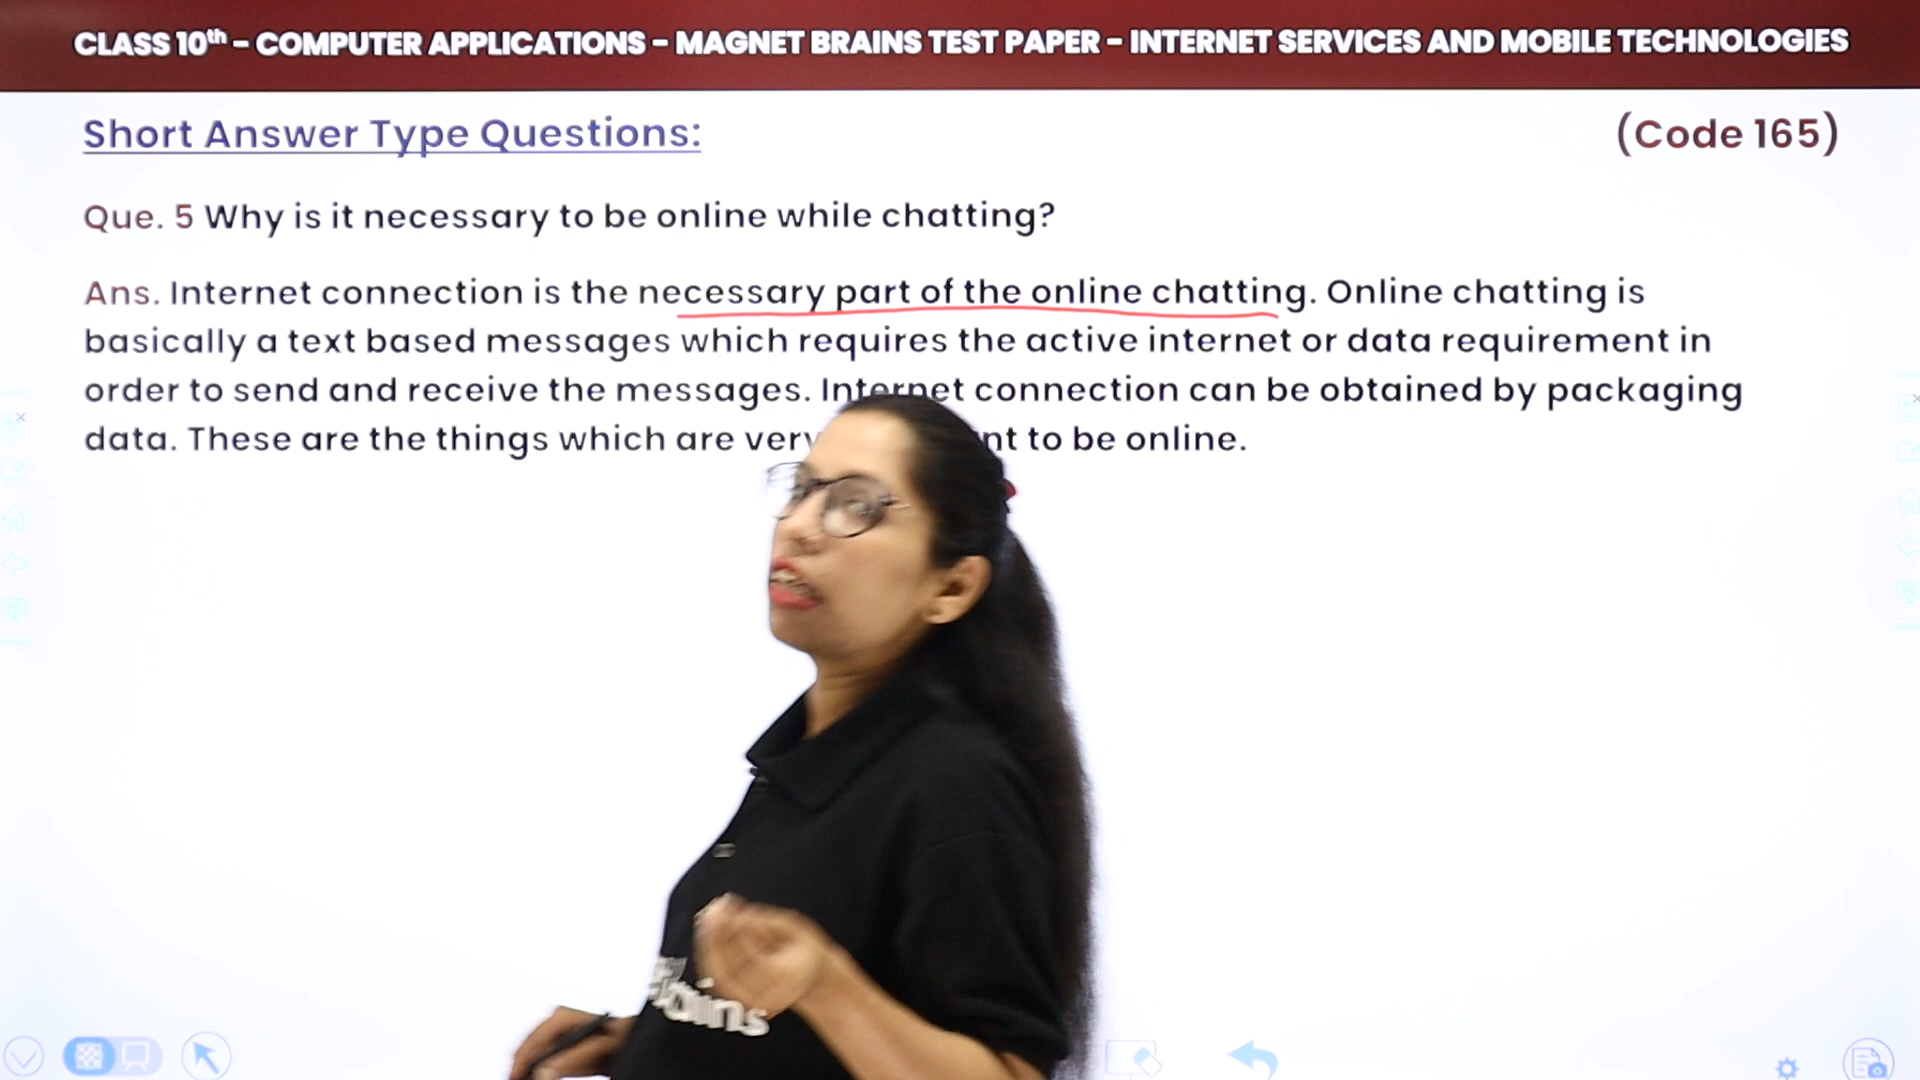 CLASS 10th - COMPUTER APPLICATIONS - MAGNET BRAINS TEST PAPER - INTERNET SERVICES AND MOBILE TECHNOLOGIES
Short Answer Type Questions:
(Code 165)
Que. 5 Why is it necessary to be online while chatting?
Ans. Internet connection is the necessary part of the online chatting. Online chatting is
basically a text based messages which requires the active internet or data requirement in
order to send and receive the messages. Internet connection can be obtained by packaging
data. These are the things which are very to be online.